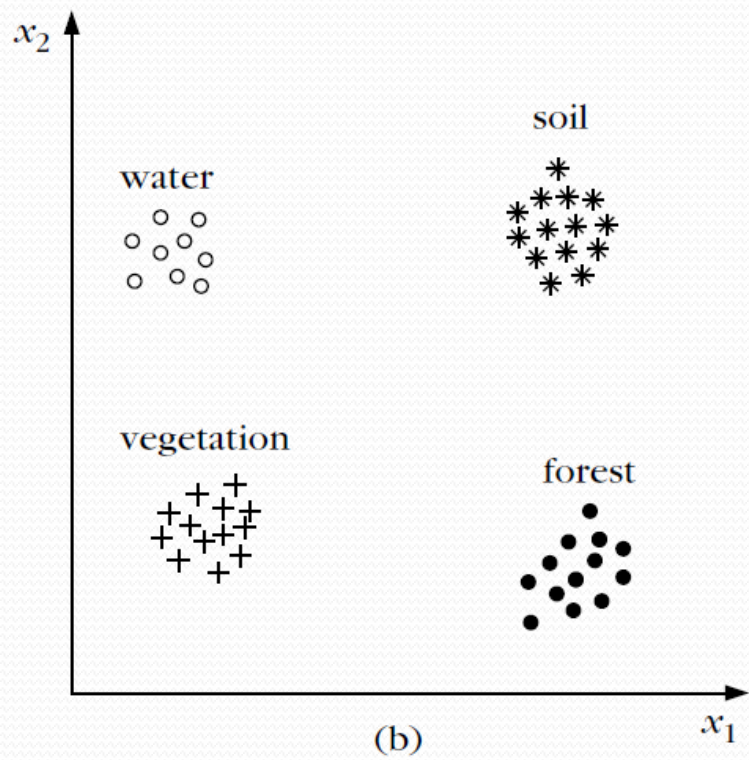 x₂
soil
water
vegetation
forest
x₁
(b)